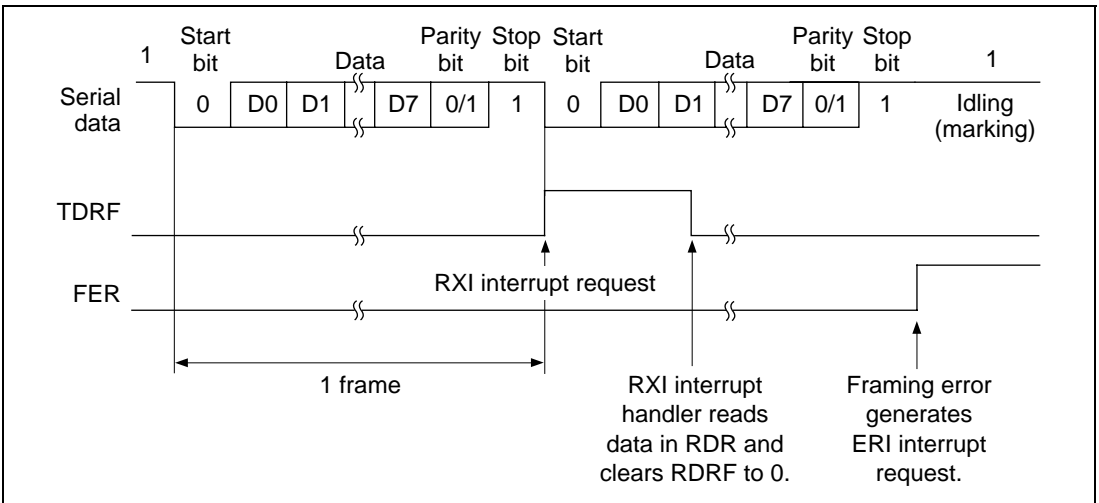 1
Start bit
Data
Parity bit
Stop bit
Start bit
Data
Parity bit
Stop bit
1
Serial data
0
D0
D1
D7
0/1
1
0
D0
D1
D7
0/1
1
Idling (marking)
TDRF
RXI interrupt request
FER
1 frame
RXI interrupt
handler reads
data in RDR and
clears RDRF to 0.
Framing error
generates
ERI interrupt
request.